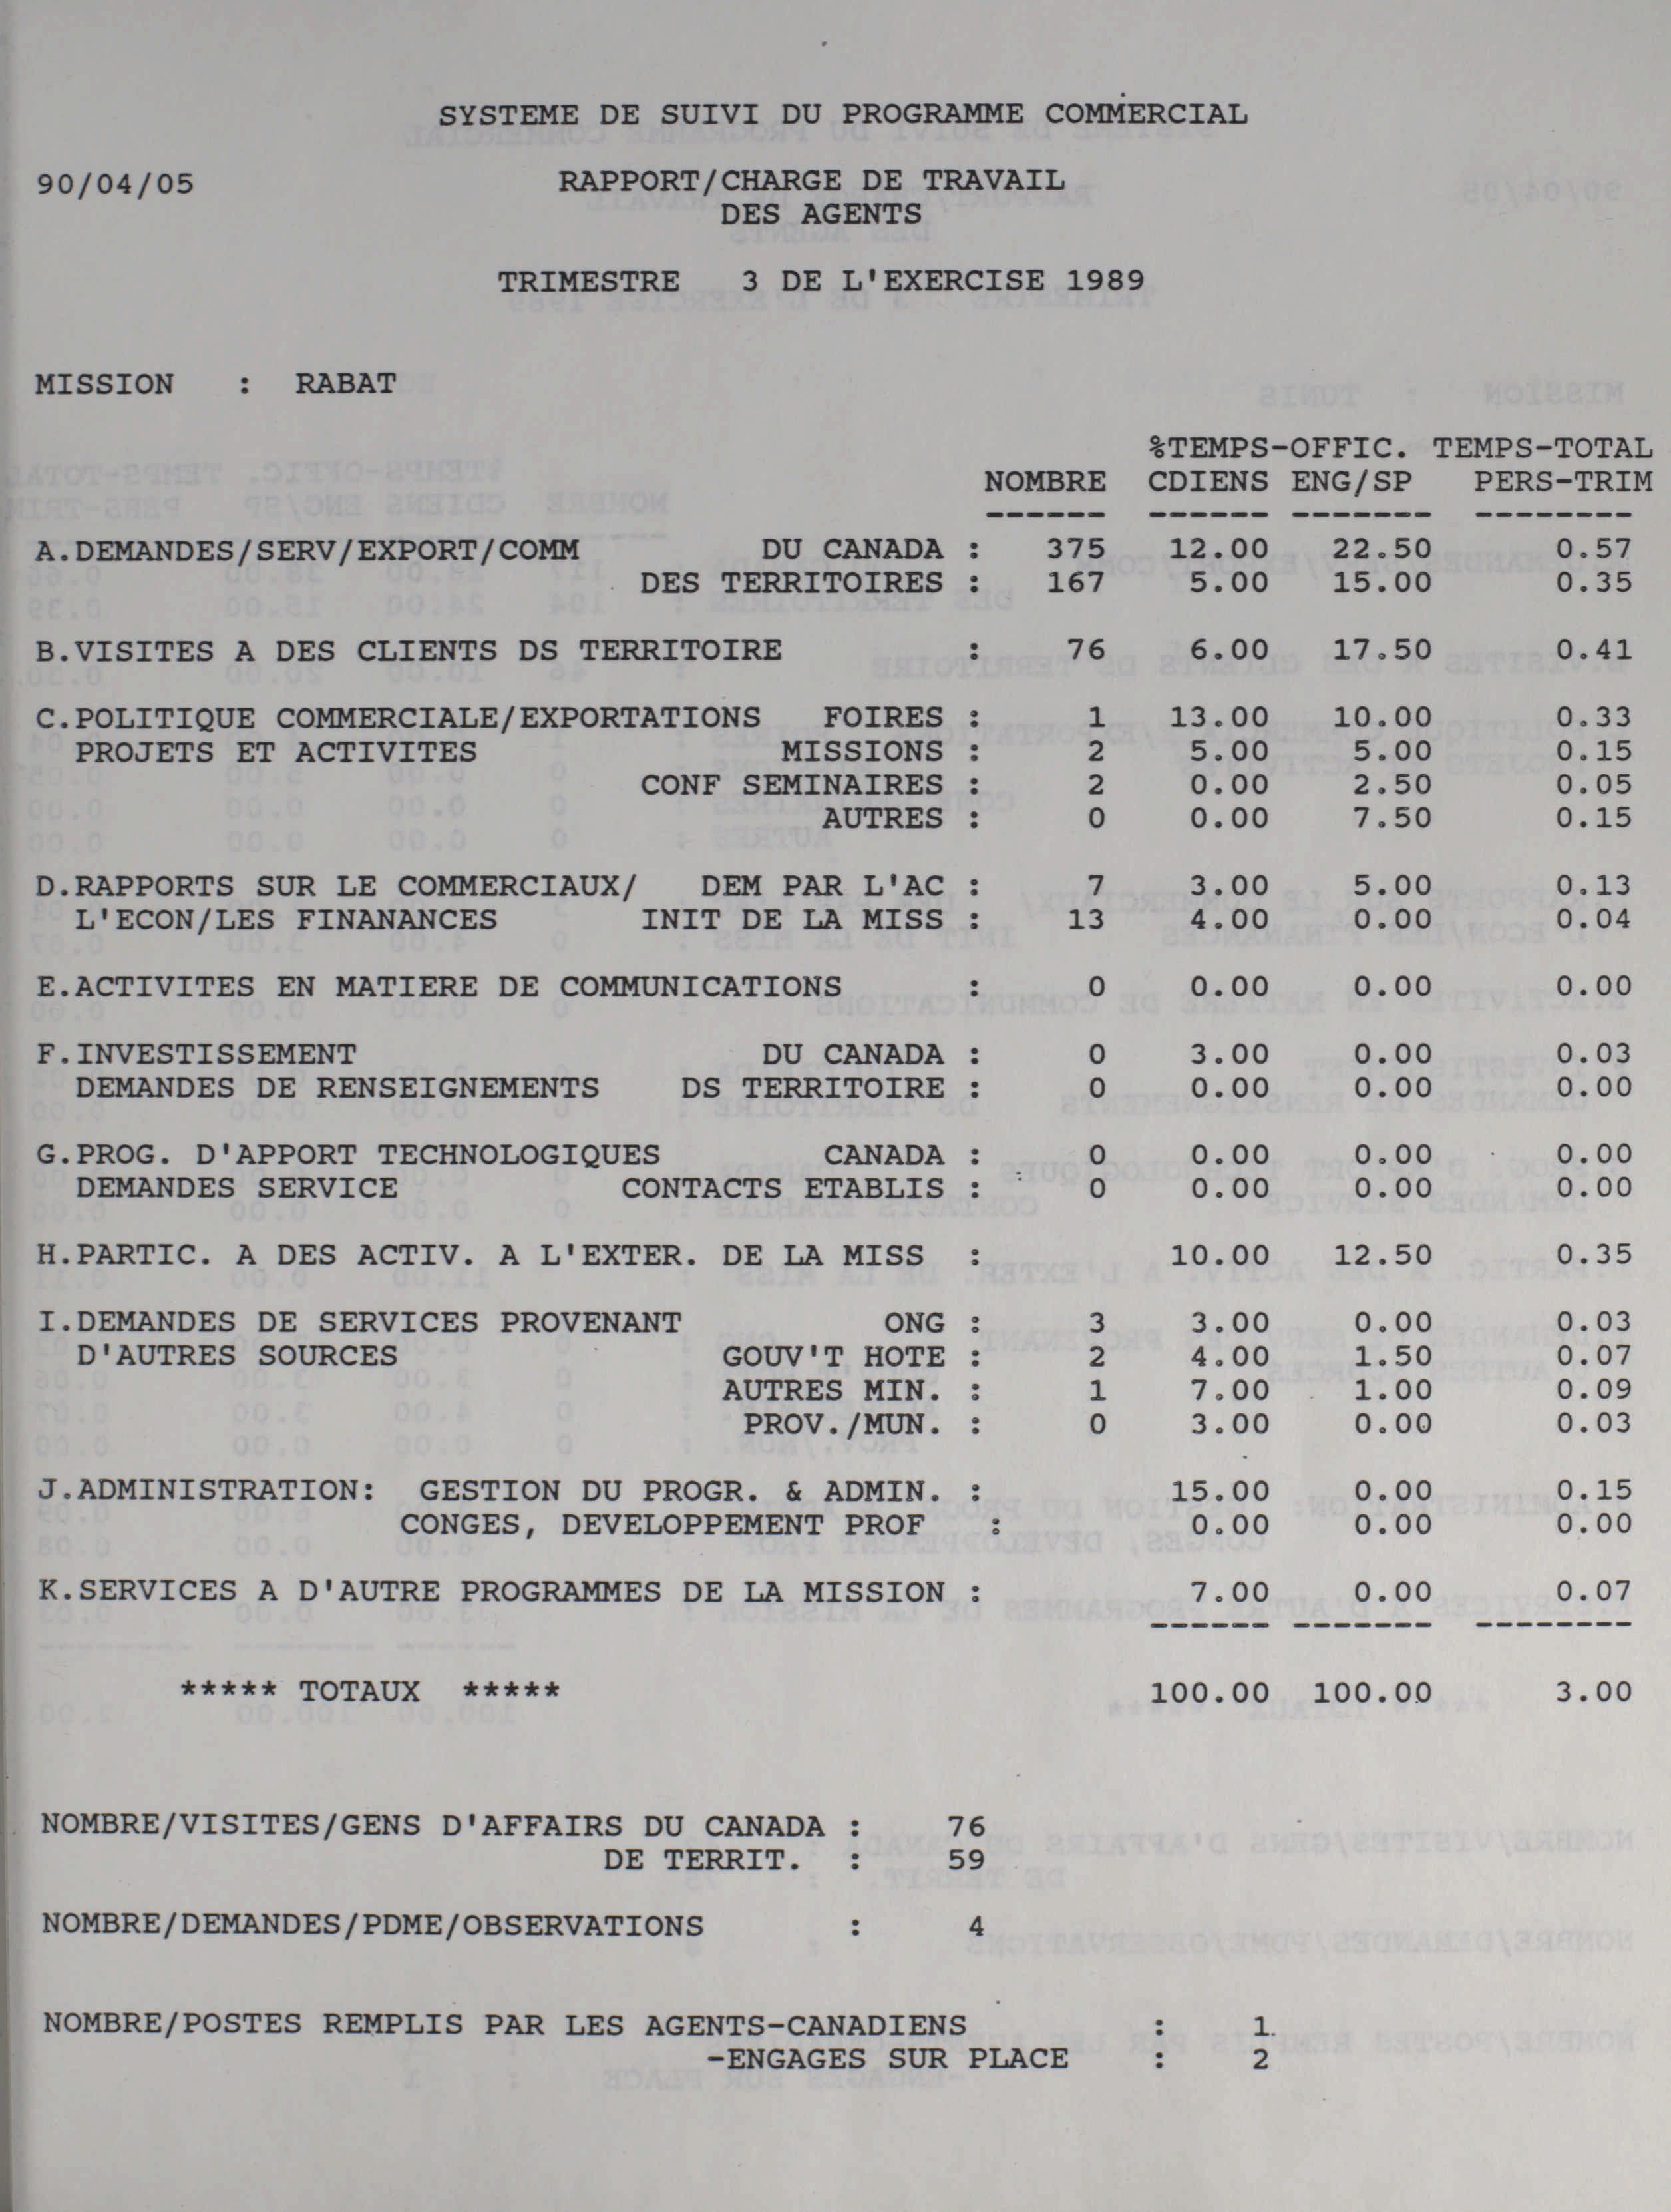 SYSTEME DE SUIVI DU PROGRAMME COMMERCIAL
90/04/05 RAPPORT/CHARGE DE TRAVAIL
DES AGENTS
TRIMESTRE 3 DE L'EXERCISE 1989
MISSION : RABAT
%TEMPS-OFFIC. TEMPS-TOTAL
NOMBRE CDIENS ENG/SP PERS-TRIM
------ ------ ------- --------
A.DEMANDES/SERV/EXPORT/COMM DU CANADA : 375 12.00 22.50 0.57
DES TERRITOIRES : 167 5.00 15.00 0.35
B.VISITES A DES CLIENTS DS TERRITOIRE : 76 6.00 17.50 0.41
C.POLITIQUE COMMERCIALE/EXPORTATIONS FOIRES : 1 13.00 10.00 0.33
PROJETS ET ACTIVITES MISSIONS : 2 5.00 5.00 0.15
CONF SEMINAIRES : 2 0.00 2.50 0.05
AUTRES : 0 0.00 7.50 0.15
D.RAPPORTS SUR LE COMMERCIAUX/ DEM PAR L'AC : 7 3.00 5.00 0.13
L'ECON/LES FINANANCES INIT DE LA MISS : 13 4.00 0.00 0.04
E.ACTIVITES EN MATIERE DE COMMUNICATIONS : 0 0.00 0.00 0.00
F.INVESTISSEMENT DU CANADA : 0 3.00 0.00 0.03
DEMANDES DE RENSEIGNEMENTS DS TERRITOIRE : 0 0.00 0.00 0.00
G.PROG. D'APPORT TECHNOLOGIQUES CANADA : 0 0.00 0.00 0.00
DEMANDES SERVICE CONTACTS ETABLIS : 0 0.00 0.00 0.00
H.PARTIC. A DES ACTIV. A L'EXTER. DE LA MISS : 10.00 12.50 0.35
I.DEMANDES DE SERVICES PROVENANT ONG : 3 3.00 0.00 0.03
D'AUTRES SOURCES GOUV'T HOTE : 2 4.00 1.50 0.07
AUTRES MIN. : 1 7.00 1.00 0.09
PROV./MUN. : 0 3.00 0.00 0.03
J.ADMINISTRATION: GESTION DU PROGR. & ADMIN. : 15.00 0.00 0.15
CONGES, DEVELOPPEMENT PROF : 0.00 0.00 0.00
K.SERVICES A D'AUTRE PROGRAMMES DE LA MISSION : 7.00 0.00 0.07
------ ------- --------
***** TOTAUX ***** 100.00 100.00 3.00
NOMBRE/VISITES/GENS D'AFFAIRS DU CANADA : 76
DE TERRIT. : 59
NOMBRE/DEMANDES/PDME/OBSERVATIONS : 4
NOMBRE/POSTES REMPLIS PAR LES AGENTS-CANADIENS : 1
-ENGAGES SUR PLACE : 2